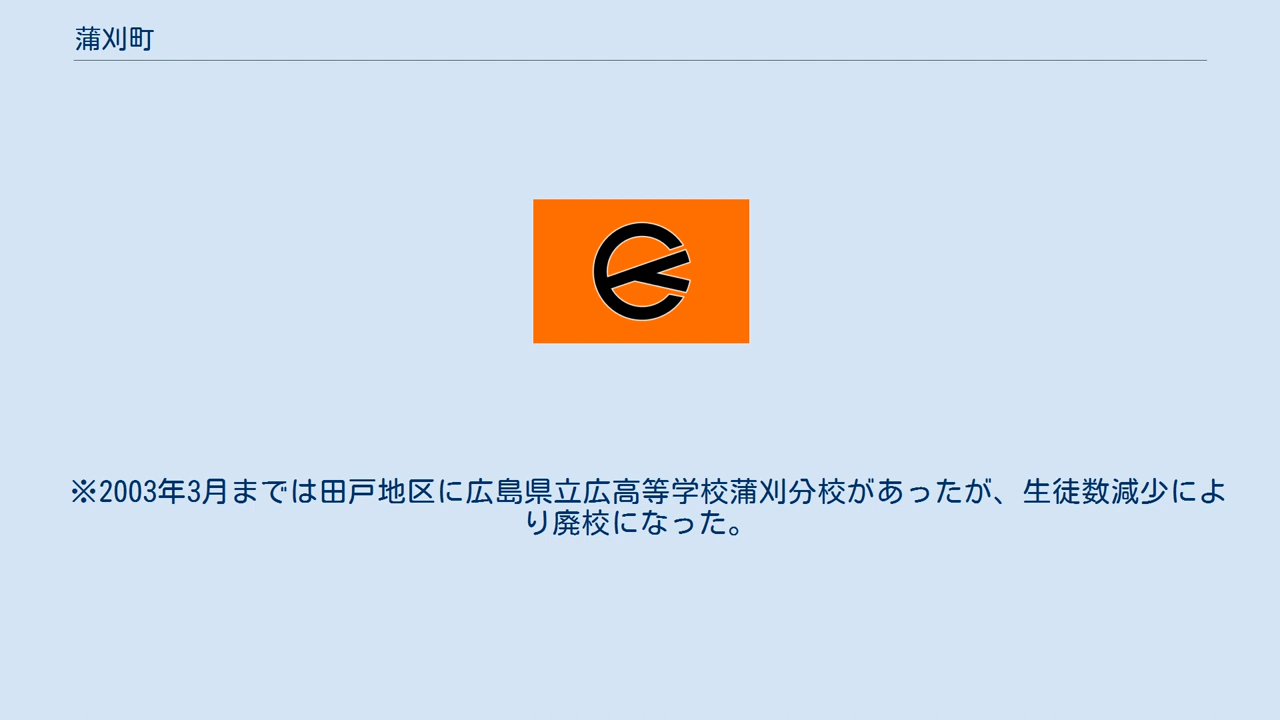 蒲刈町
※2003年3月までは田戸地区に広島県立広高等学校蒲刈分校があったが、生徒数減少によ
り廃校になった。